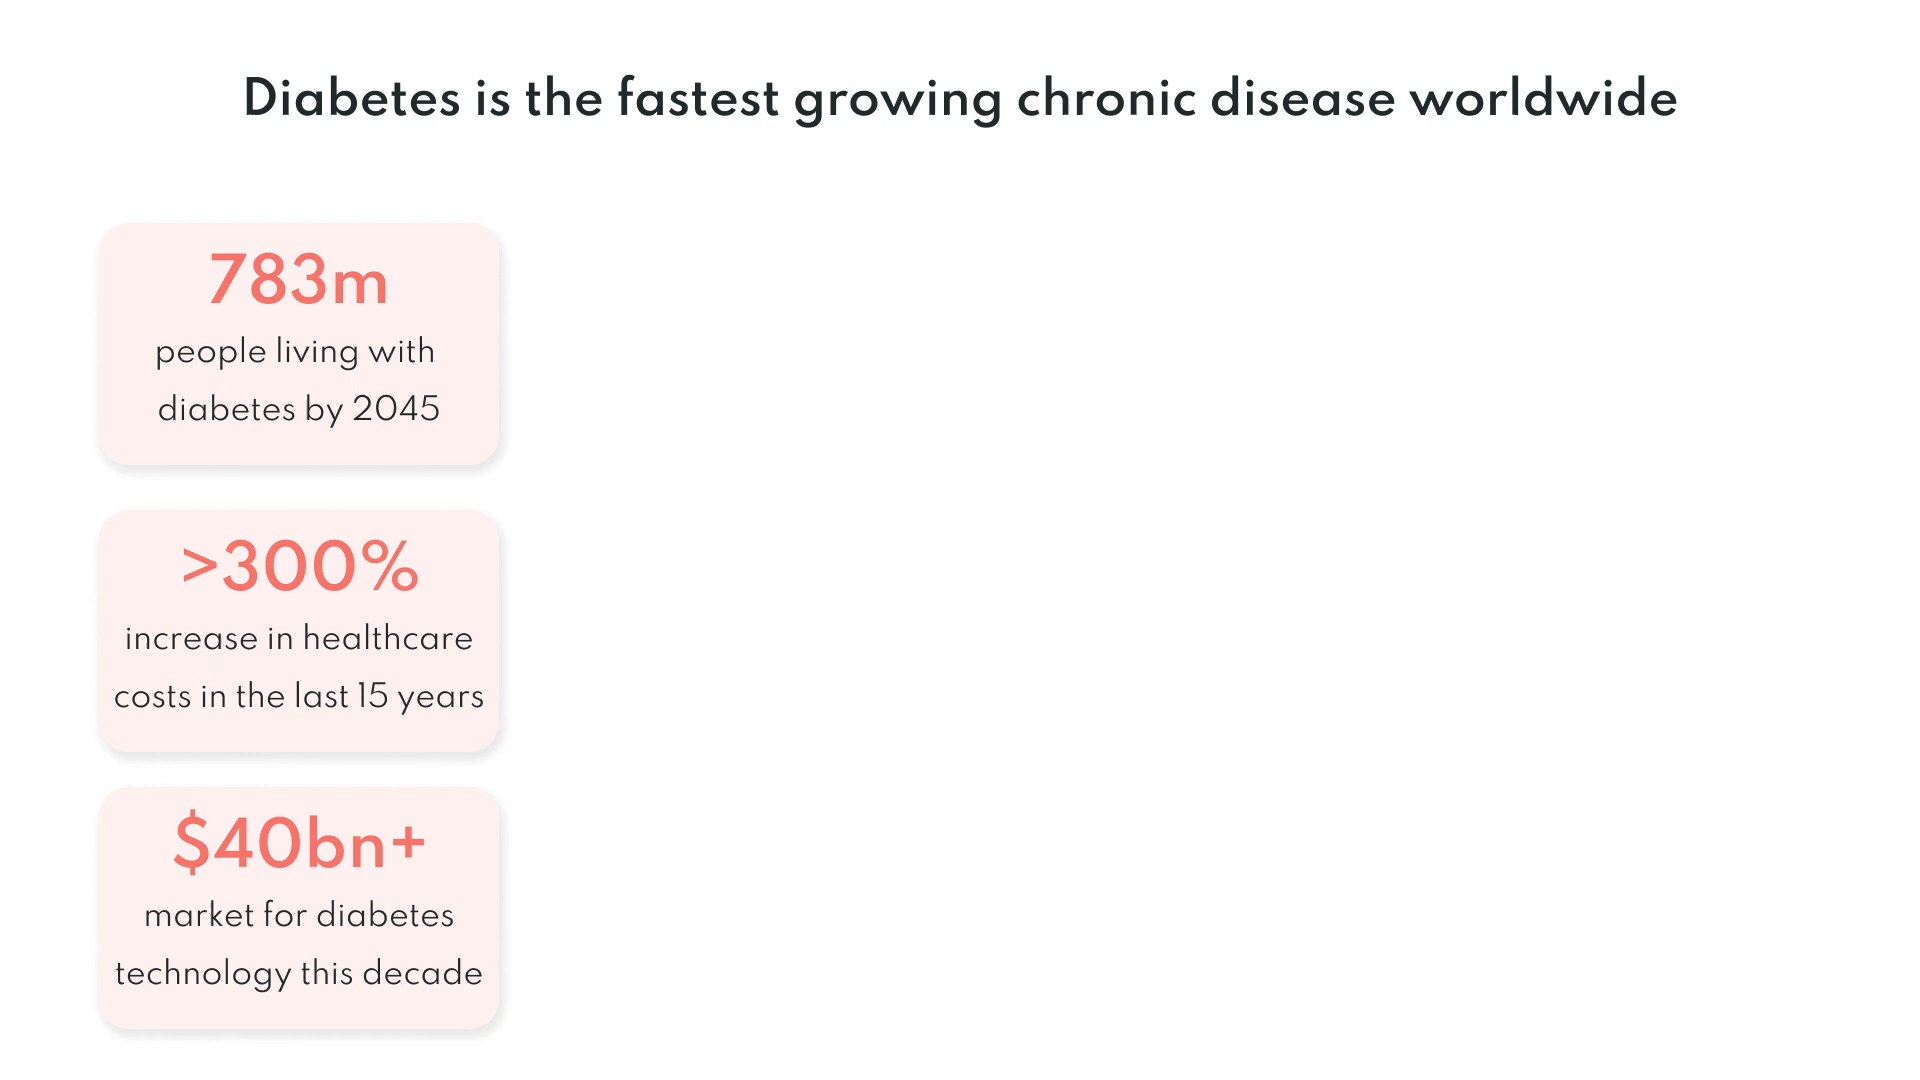 Diabetes is the fastest growing chronic disease worldwide
783m
people living with
diabetes by 2045
>300%
increase in healthcare
costs in the last 15 years
$40bn+
market for diabetes
technology this decade